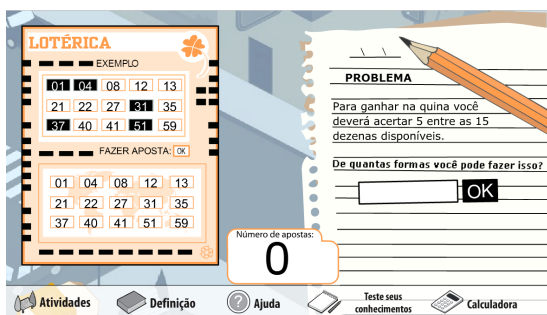 LOTÉRICA
EXEMPLO
01 04 08 12 13
21 22 27 31 35
37 40 41 51 59
FAZER APOSTA: OK
01 04 08 12 13
21 22 27 31 35
37 40 41 51 59
Número de apostas:
0
PROBLEMA
Para ganhar na quina você
deverá acertar 5 entre as 15
dezenas disponíveis.
De quantas formas você pode fazer isso?
OK
Atividades
Definição
? Ajuda
Teste seus
conhecimentos
Calculadora